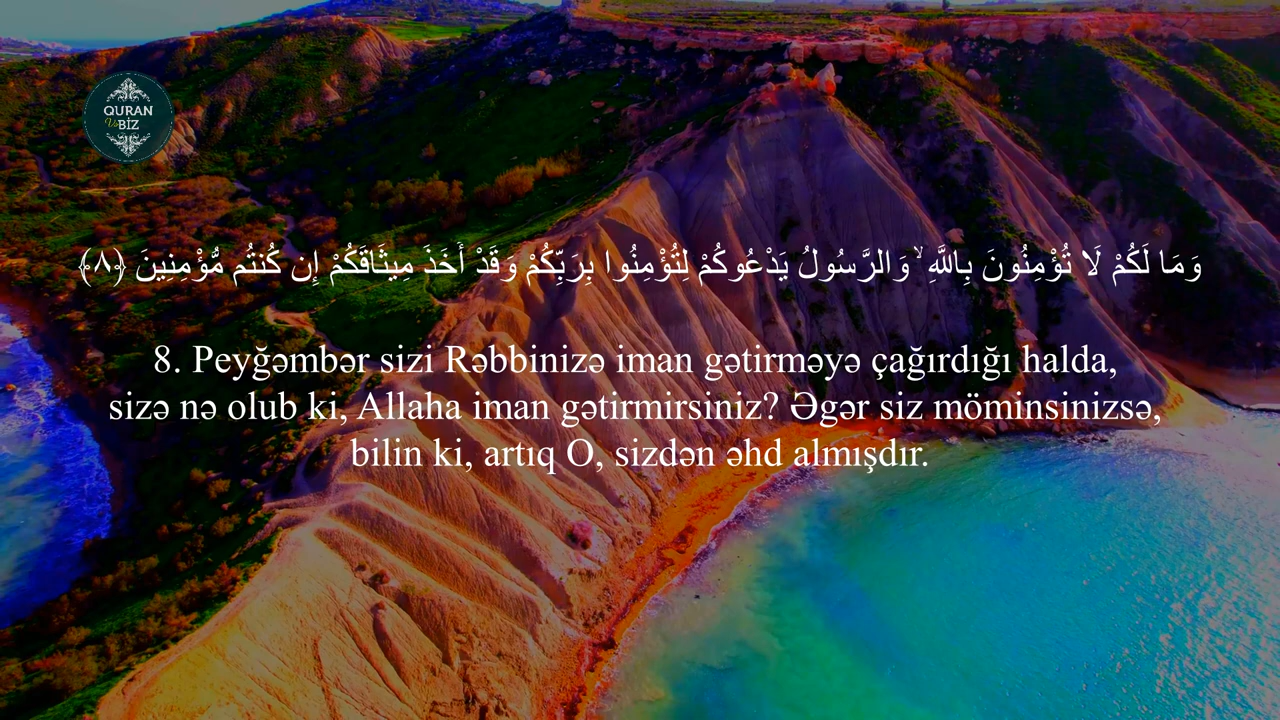 QURAN
Və
BİZ
وَمَا لَكُمْ لَا تُؤْمِنُونَ بِاللَّهِ ۙ وَالرَّسُولُ يَدْعُوكُمْ لِتُؤْمِنُوا بِرَبِّكُمْ وَقَدْ أَخَذَ مِيثَاقَكُمْ إِن كُنتُم مُّؤْمِنِينَ ﴿٨﴾
8. Peyğəmbər sizi Rəbbinizə iman gətirməyə çağırdığı halda,
sizə nə olub ki, Allaha iman gətirmirsiniz? Əgər siz möminsinizsə,
bilin ki, artıq O, sizdən əhd almışdır.